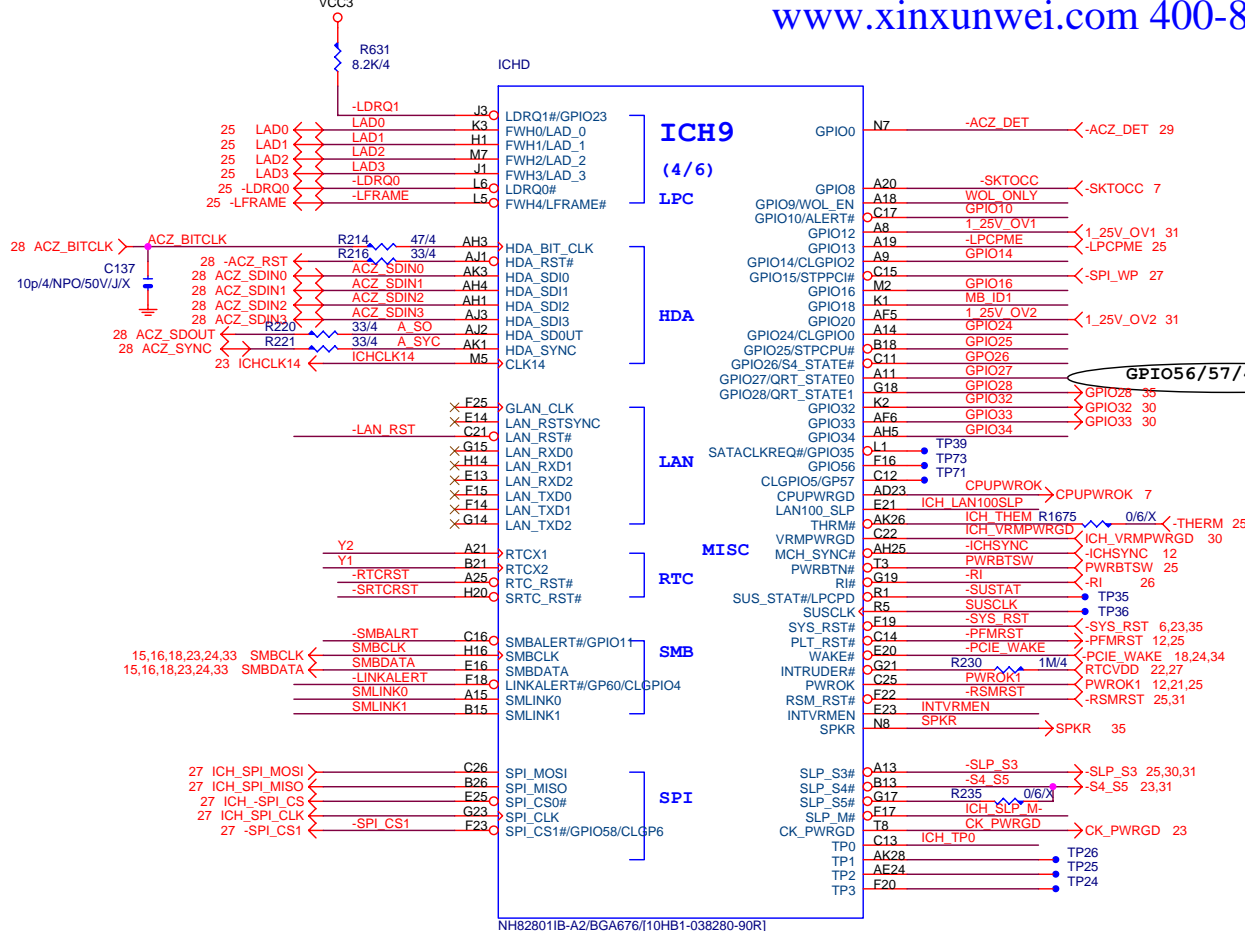 VCC3
www.xinxunwei.com 400-8
R631
8.2K/4
ICHD
ICH9
(4/6)
LPC
-LDRQ1 J3 LDRQ1#/GPIO23
25 LAD0 LAD0 K3 FWH0/LAD_0
25 LAD1 LAD1 H1 FWH1/LAD_1
25 LAD2 LAD2 M7 FWH2/LAD_2
25 LAD3 LAD3 J1 FWH3/LAD_3
25 -LDRQ0 -LDRQ0 L6 LDRQ0#
25 -LFRAME -LFRAME L5 FWH4/LFRAME#
28 ACZ_BITCLK ACZ_BITCLK R214 47/4 AH3 HDA_BIT_CLK
28 -ACZ_RST R216 33/4 AJ1 HDA_RST#
C137
10p/4/NPO/50V/J/X
28 ACZ_SDIN0 ACZ_SDIN0 AK3 HDA_SDI0
28 ACZ_SDIN1 ACZ_SDIN1 AH4 HDA_SDI1
28 ACZ_SDIN2 ACZ_SDIN2 AH1 HDA_SDI2
28 ACZ_SDIN3 ACZ_SDIN3 AJ3 HDA_SDI3
28 ACZ_SDOUT R220 33/4 A_SO AJ2 HDA_SD0UT
28 ACZ_SYNC R221 33/4 A_SYC AK1 HDA_SYNC
23 ICHCLK14 ICHCLK14 M5 CLK14
HDA
F25 GLAN_CLK
E14 LAN_RSTSYNC
-LAN_RST C21 LAN_RST#
G15 LAN_RXD0
H14 LAN_RXD1
E13 LAN_RXD2
F15 LAN_TXD0
F14 LAN_TXD1
G14 LAN_TXD2
LAN
Y2 A21 RTCX1
Y1 B21 RTCX2
-RTCRST A25 RTC_RST#
-SRTCRST H20 SRTC_RST#
RTC
-SMBALRT C16 SMBALERT#/GPIO11
15,16,18,23,24,33 SMBCLK SMBCLK H16 SMBCLK
15,16,18,23,24,33 SMBDATA SMBDATA E16 SMBDATA
-LINKALERT F18 LINKALERT#/GP60/CLGPIO4
SMLINK0 A15 SMLINK0
SMLINK1 B15 SMLINK1
SMB
27 ICH_SPI_MOSI C26 SPI_MOSI
27 ICH_SPI_MISO B26 SPI_MISO
27 ICH_-SPI_CS E25 SPI_CS0#
27 ICH_SPI_CLK G23 SPI_CLK
27 -SPI_CS1 -SPI_CS1 F23 SPI_CS1#/GPIO58/CLGP6
SPI
MISC
GPIO0 N7 -ACZ_DET -ACZ_DET 29
GPIO8 A20 -SKTOCC -SKTOCC 7
GPIO9/WOL_EN A18 WOL_ONLY
GPIO10/ALERT# C17 GPIO10
GPIO12 A8 1_25V_OV1 1_25V_OV1 31
GPIO13 A19 -LPCPME -LPCPME 25
GPIO14/CLGPIO2 A9 GPIO14
GPIO15/STPPCI# C15 -SPI_WP 27
GPIO16 M2 GPIO16
GPIO18 K1 MB_ID1
GPIO20 AF5 1_25V_OV2 1_25V_OV2 31
GPIO24/CLGPIO0 A14 GPIO24
GPIO25/STPCPU# B18 GPIO25
GPIO26/S4_STATE# C11 GPO26
GPIO27/QRT_STATE0 A11 GPIO27 GPIO56/57/
GPIO28/QRT_STATE1 G18 GPIO28 GPIO28 35
GPIO32 K2 GPIO32 GPIO32 30
GPIO33 AF6 GPIO33 GPIO33 30
GPIO34 AH5 GPIO34
SATACLKREQ#/GPIO35 L1 TP39
GPIO56 F16 TP73
CLGPIO5/GP57 C12 TP71
CPUPWRGD AD23 CPUPWROK CPUPWROK 7
LAN100_SLP E21 ICH_LAN100SLP
THRM# AK26 ICH_THEM R1675 0/6/X -THERM 25
VRMPWRGD C22 ICH_VRMPWRGD ICH_VRMPWRGD 30
MCH_SYNC# AH25 -ICHSYNC -ICHSYNC 12
PWRBTN# T3 PWRBTSW PWRBTSW 25
RI# G19 -RI -RI 26
SUS_STAT#/LPCPD R1 -SUSTAT TP35
SUSCLK R5 SUSCLK TP36
SYS_RST# F19 -SYS_RST -SYS_RST 6,23,35
PLT_RST# C14 -PFMRST -PFMRST 12,25
WAKE# E20 -PCIE_WAKE -PCIE_WAKE 18,24,34
INTRUDER# G21 R230 1M/4 RTCVDD 22,27
PWROK C25 PWROK1 PWROK1 12,21,25
RSM_RST# F22 -RSMRST -RSMRST 25,31
INTVRMEN E23 INTVRMEN
SPKR N8 SPKR SPKR 35
SLP_S3# A13 -SLP_S3 -SLP_S3 25,30,31
SLP_S4# B13 -S4_S5 -S4_S5 23,31
SLP_S5# G17 R235 0/6/X
SLP_M# F17 ICH_SLP_M-
CK_PWRGD T8 CK_PWRGD CK_PWRGD 23
TP0 C13 ICH_TP0
TP1 AK28 TP26
TP2 AE24 TP25
TP3 F20 TP24
NH82801IB-A2/BGA676/[10HB1-038280-90R]